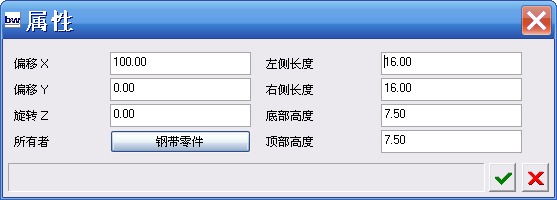 bw 属性
偏移 X 100.00 左侧长度 16.00
偏移 Y 0.00 右侧长度 16.00
旋转 Z 0.00 底部高度 7.50
所有者 钢带零件 顶部高度 7.50